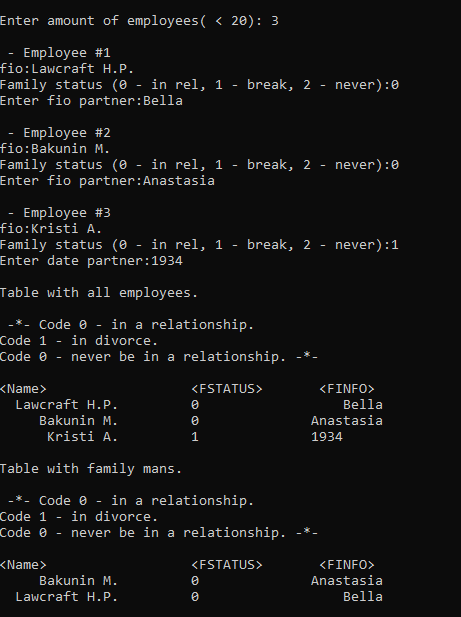 Enter amount of employees( < 20): 3
- Employee #1
fio:Lawcraft H.P.
Family status (0 - in rel, 1 - break, 2 - never):0
Enter fio partner:Bella
- Employee #2
fio:Bakunin M.
Family status (0 - in rel, 1 - break, 2 - never):0
Enter fio partner:Anastasia
- Employee #3
fio:Kristi A.
Family status (0 - in rel, 1 - break, 2 - never):1
Enter date partner:1934
Table with all employees.
-*- Code 0 - in a relationship.
Code 1 - in divorce.
Code 0 - never be in a relationship. -*-
<Name> <FSTATUS> <FINFO>
Lawcraft H.P. 0 Bella
Bakunin M. 0 Anastasia
Kristi A. 1 1934
Table with family mans.
-*- Code 0 - in a relationship.
Code 1 - in divorce.
Code 0 - never be in a relationship. -*-
<Name> <FSTATUS> <FINFO>
Bakunin M. 0 Anastasia
Lawcraft H.P. 0 Bella